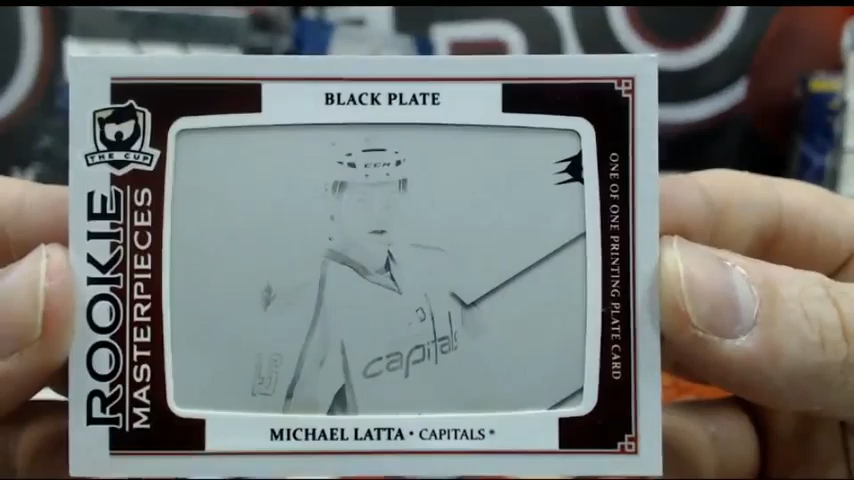 BLACK PLATE
THE CUP
ROOKIE
MASTERPIECES
CCM
capitals
ONE OF ONE PRINTING PLATE CARD
MICHAEL LATTA • CAPITALS*